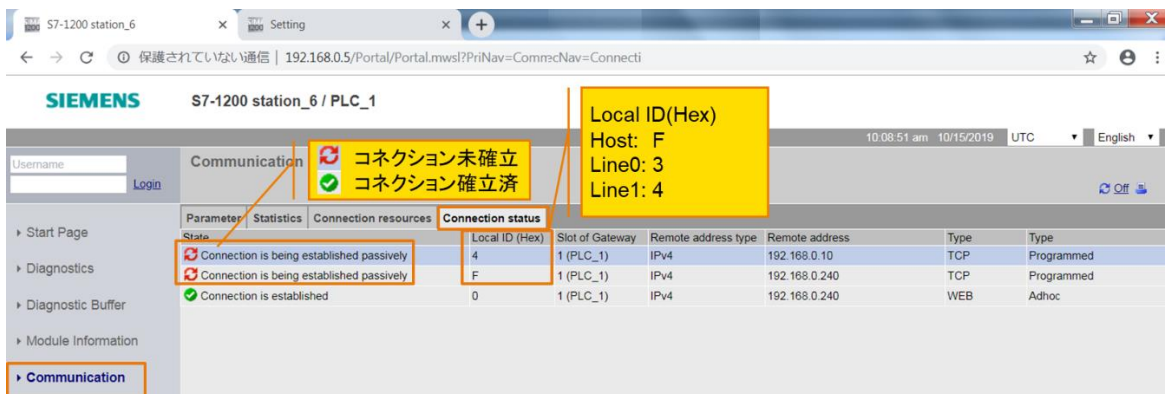 S7-1200 station_6
Setting
保護されていない通信 | 192.168.0.5/Portal/Portal.mwsl?PriNav=Comm±cNav=Connecti
SIEMENS
S7-1200 station_6 / PLC_1
Local ID(Hex)
Host: F
Line0: 3
Line1: 4
10:08:51 am 10/15/2019 UTC English
Username
Login
Communication
コネクション未確立
コネクション確立済
Off
Parameter Statistics Connection resources Connection status
State Local ID (Hex) Slot of Gateway Remote address type Remote address Type Type
Connection is being established passively 4 1 (PLC_1) IPv4 192.168.0.10 TCP Programmed
Connection is being established passively F 1 (PLC_1) IPv4 192.168.0.240 TCP Programmed
Connection is established 0 1 (PLC_1) IPv4 192.168.0.240 WEB Adhoc
Start Page
Diagnostics
Diagnostic Buffer
Module Information
Communication